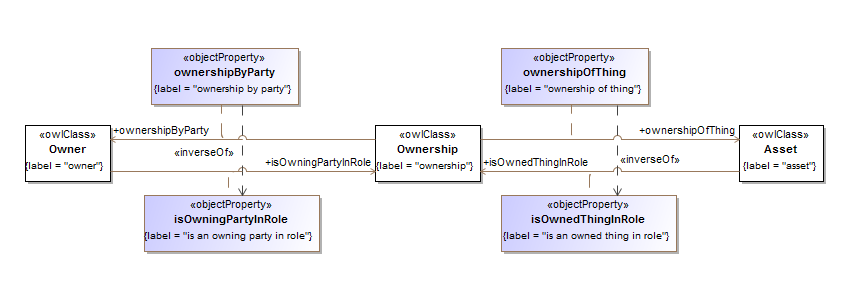 «objectProperty»
ownershipByParty
{label = "ownership by party"}
«objectProperty»
ownershipOfThing
{label = "ownership of thing"}
«owlClass»
Owner
{label = "owner"}
+ownershipByParty
«inverseOf»
+isOwningPartyInRole
«owlClass»
Ownership
{label = "ownership"}
+ownershipOfThing
+isOwnedThingInRole
«inverseOf»
«owlClass»
Asset
{label = "asset"}
«objectProperty»
isOwningPartyInRole
{label = "is an owning party in role"}
«objectProperty»
isOwnedThingInRole
{label = "is an owned thing in role"}